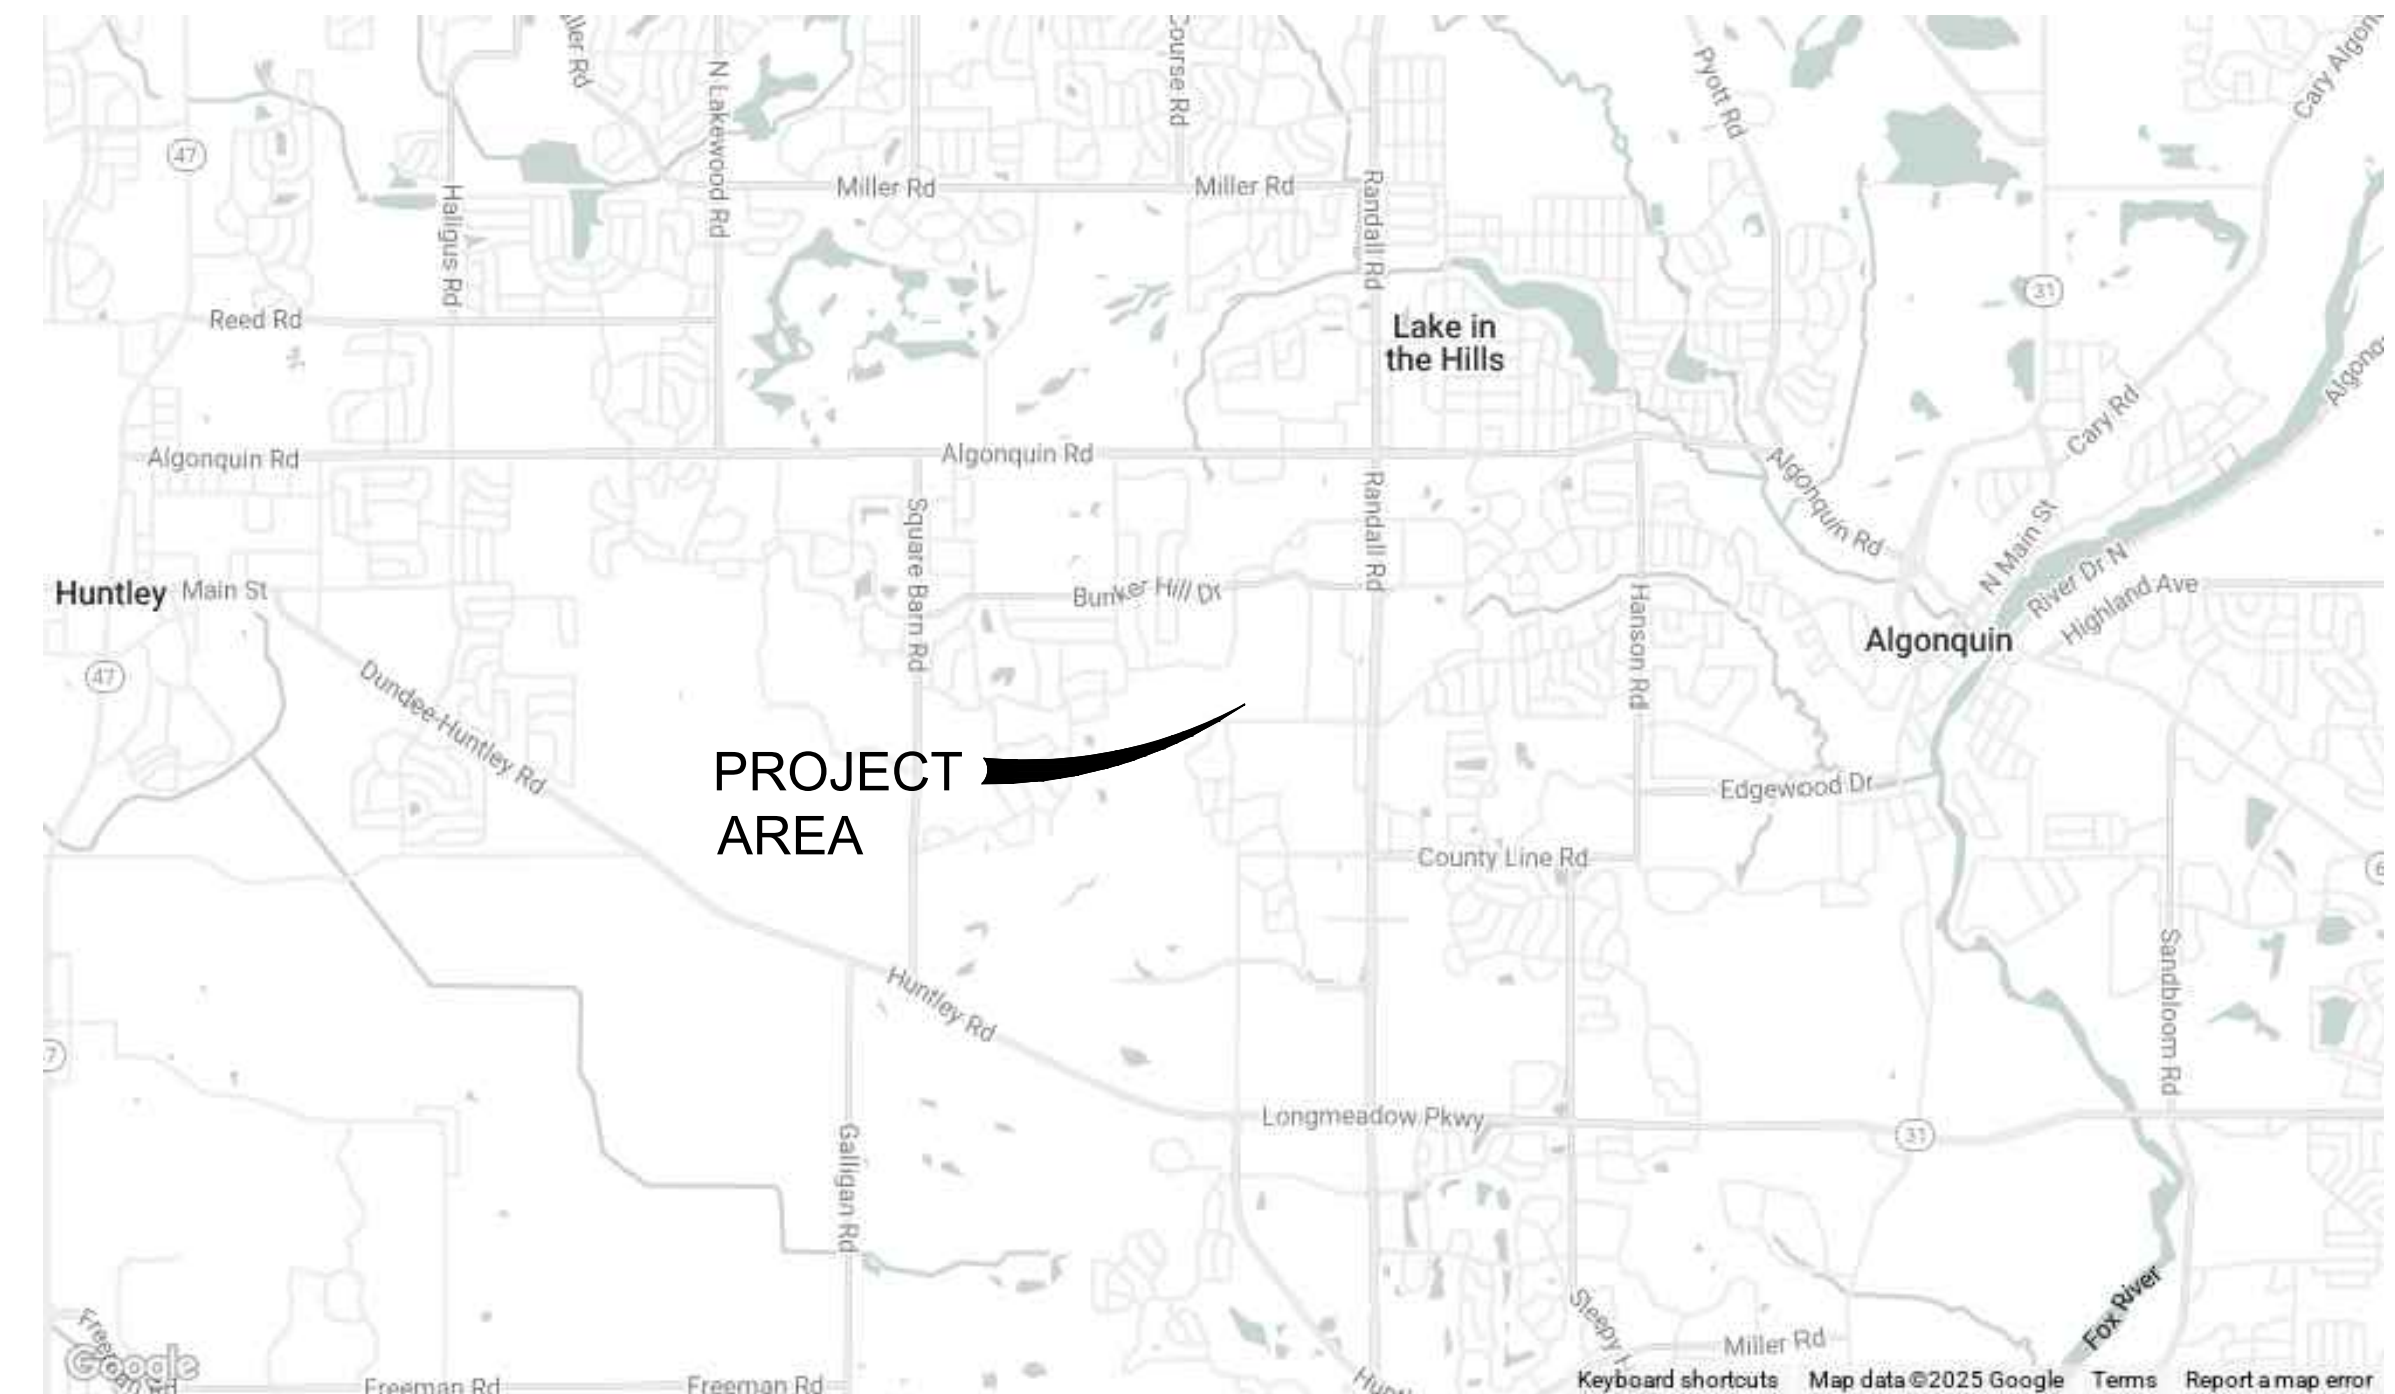 Pyott Rd
Cary Algon
Course Rd
N Lakewood Rd
47
Miller Rd
Miller Rd
Haligus Rd
Randall Rd
31
Reed Rd
Lake in
the Hills
Cary Rd
Algonquin Rd
Algonquin Rd
Algonquin Rd
Square Barn Rd
Randall Rd
N Main St
River Dr N
Highland Ave
Huntley
Main St
Bunker Hill Dr
Hanson Rd
Algonquin
47
Dundee-Huntley Rd
PROJECT
AREA
Edgewood Dr
County Line Rd
Huntley Rd
Sandbloom Rd
Longmeadow Pkwy
31
Galligan Rd
Fox River
Sleepy
Miller Rd
Google
Freeman Rd
Freeman Rd
Keyboard shortcuts Map data ©2025 Google Terms Report a map error